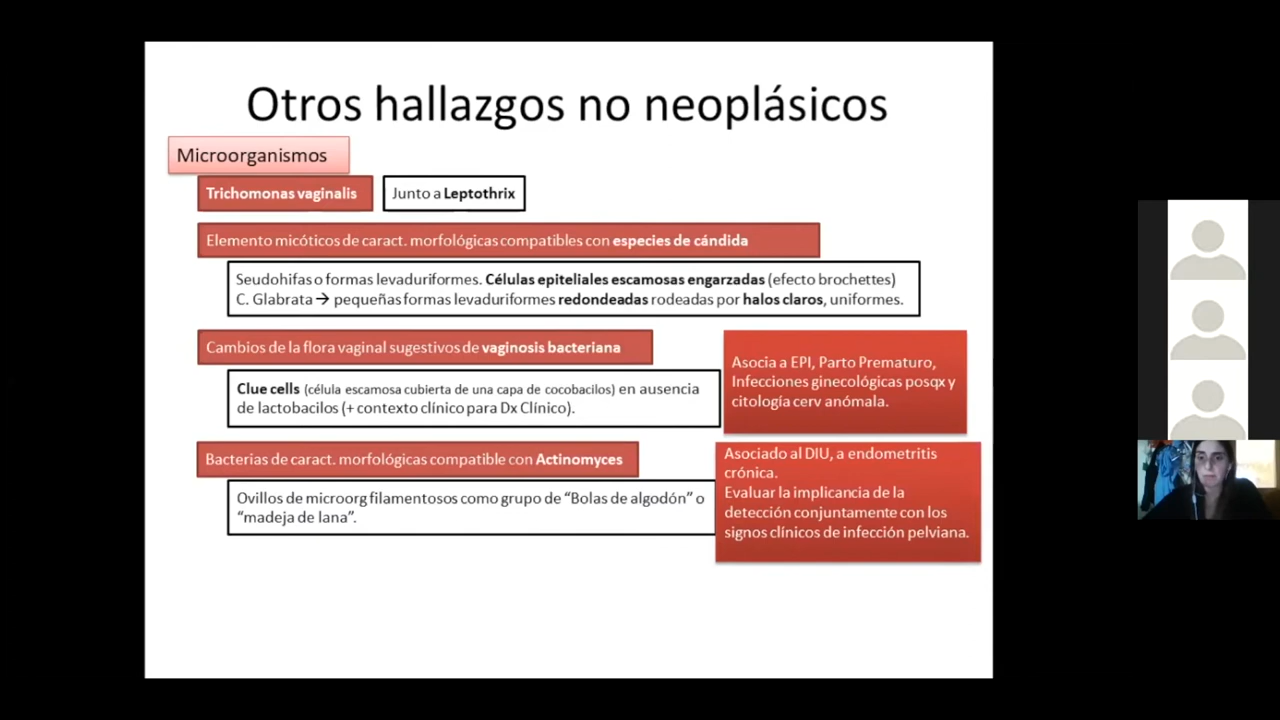 Otros hallazgos no neoplásicos
Microorganismos
Trichomonas vaginalis
Junto a Leptothrix
Elemento micóticos de caract. morfológicas compatibles con especies de cándida
Seudohifas o formas levaduriformes. Células epiteliales escamosas engarzadas (efecto brochettes)
C. Glabrata → pequeñas formas levaduriformes redondeadas rodeadas por halos claros, uniformes.
Cambios de la flora vaginal sugestivos de vaginosis bacteriana
Clue cells (célula escamosa cubierta de una capa de cocobacilos) en ausencia
de lactobacilos (+ contexto clínico para Dx Clínico).
Asocia a EPI, Parto Prematuro,
Infecciones ginecológicas posqx y
citología cerv anómala.
Bacterias de caract. morfológicas compatible con Actinomyces
Ovillos de microorg filamentosos como grupo de “Bolas de algodón” o
“madeja de lana”.
Asociado al DIU, a endometritis
crónica.
Evaluar la implicancia de la
detección conjuntamente con los
signos clínicos de infección pelviana.